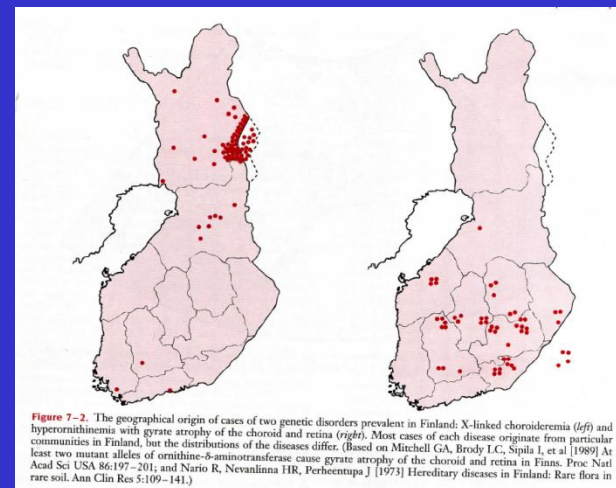 Figure 7–2. The geographical origin of cases of two genetic disorders prevalent in Finland: X-linked choroideremia (left) and
hyperornithinemia with gyrate atrophy of the choroid and retina (right). Most cases of each disease originate from particular
communities in Finland, but the distributions of the diseases differ. (Based on Mitchell GA, Brody LC, Sipila I, et al [1989] At
least two mutant alleles of ornithine-δ-aminotransferase cause gyrate atrophy of the choroid and retina in Finns. Proc Nat
Acad Sci USA 86:197–201; and Nario R, Nevanlinna HR, Perheentupa J [1973] Hereditary diseases in Finland: Rare flora in
rare soil. Ann Clin Res 5:109–141.)